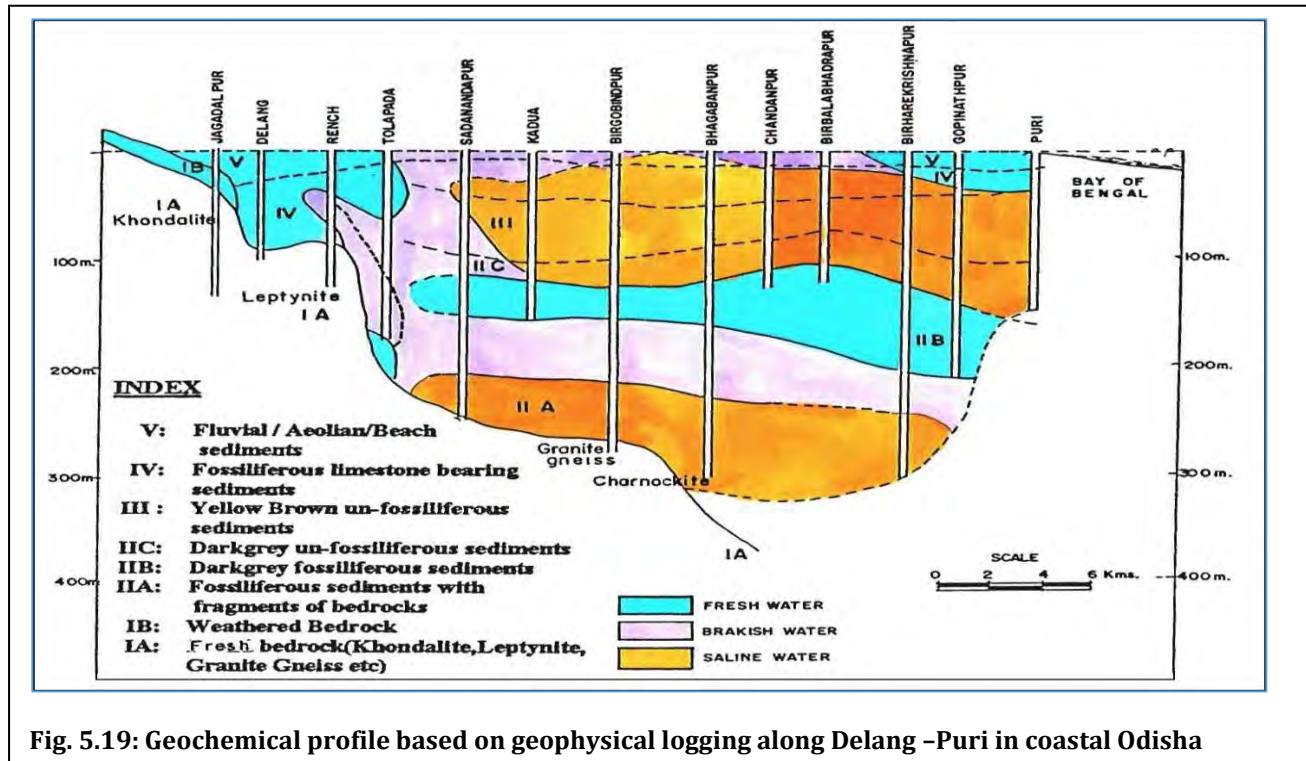 JAGADALPUR
DELANG
RENCH
TOLAPADA
SADANANDAPUR
KADUA
BIRGOBINDPUR
BHAGABANPUR
CHANDANPUR
BIRBALABHADRAPUR
BIRHAREKRISHNAPUR
GOPINATHPUR
PURI
IB
V
V
IV
BAY OF
BENGAL
IA
Khondalite
IV
III
100m.
II C
100m.
Leptynite
IA
II B
200m.
200m.
II A
Granite
gneiss
Charnockite
300m.
300m.
IA
400m.
400m.
INDEX
V: Fluvial / Aeolian/Beach
sediments
IV: Fossiliferous limestone bearing
sediments
III : Yellow Brown un-fossiliferous
sediments
IIC: Darkgrey un-fossiliferous sediments
IIB: Darkgrey fossiliferous sediments
IIA: Fossiliferous sediments with
fragments of bedrocks
IB: Weathered Bedrock
IA: Fresh bedrock(Khondalite,Leptynite,
Granite Gneiss etc)
FRESH WATER
BRAKISH WATER
SALINE WATER
SCALE
0 2 4 6 Kms.
Fig. 5.19: Geochemical profile based on geophysical logging along Delang –Puri in coastal Odisha